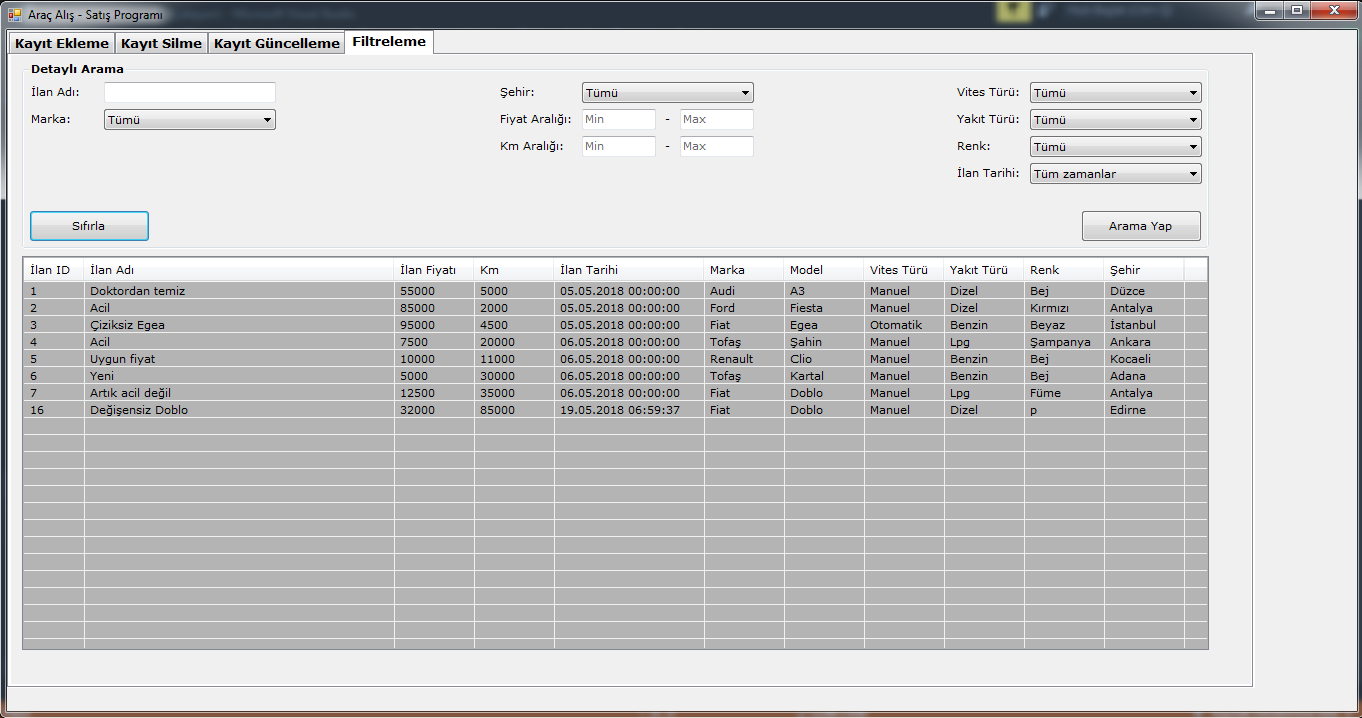 Araç Alış - Satış Programı
Kayıt Ekleme Kayıt Silme Kayıt Güncelleme Filtreleme
Detaylı Arama
İlan Adı: Şehir: Tümü Vites Türü: Tümü
Marka: Tümü Fiyat Aralığı: Min - Max Yakıt Türü: Tümü
Km Aralığı: Min - Max Renk: Tümü
İlan Tarihi: Tüm zamanlar
Sıfırla Arama Yap
İlan ID İlan Adı İlan Fiyatı Km İlan Tarihi Marka Model Vites Türü Yakıt Türü Renk Şehir
1 Doktordan temiz 55000 5000 05.05.2018 00:00:00 Audi A3 Manuel Dizel Bej Düzce
2 Acil 85000 2000 05.05.2018 00:00:00 Ford Fiesta Manuel Dizel Kırmızı Antalya
3 Çiziksiz Egea 95000 4500 05.05.2018 00:00:00 Fiat Egea Otomatik Benzin Beyaz İstanbul
4 Acil 7500 20000 06.05.2018 00:00:00 Tofaş Şahin Manuel Lpg Şampanya Ankara
5 Uygun fiyat 10000 11000 06.05.2018 00:00:00 Renault Clio Manuel Benzin Bej Kocaeli
6 Yeni 5000 30000 06.05.2018 00:00:00 Tofaş Kartal Manuel Benzin Bej Adana
7 Artık acil değil 12500 35000 06.05.2018 00:00:00 Fiat Doblo Manuel Lpg Füme Antalya
16 Değişensiz Doblo 32000 85000 19.05.2018 06:59:37 Fiat Doblo Manuel Dizel p Edirne